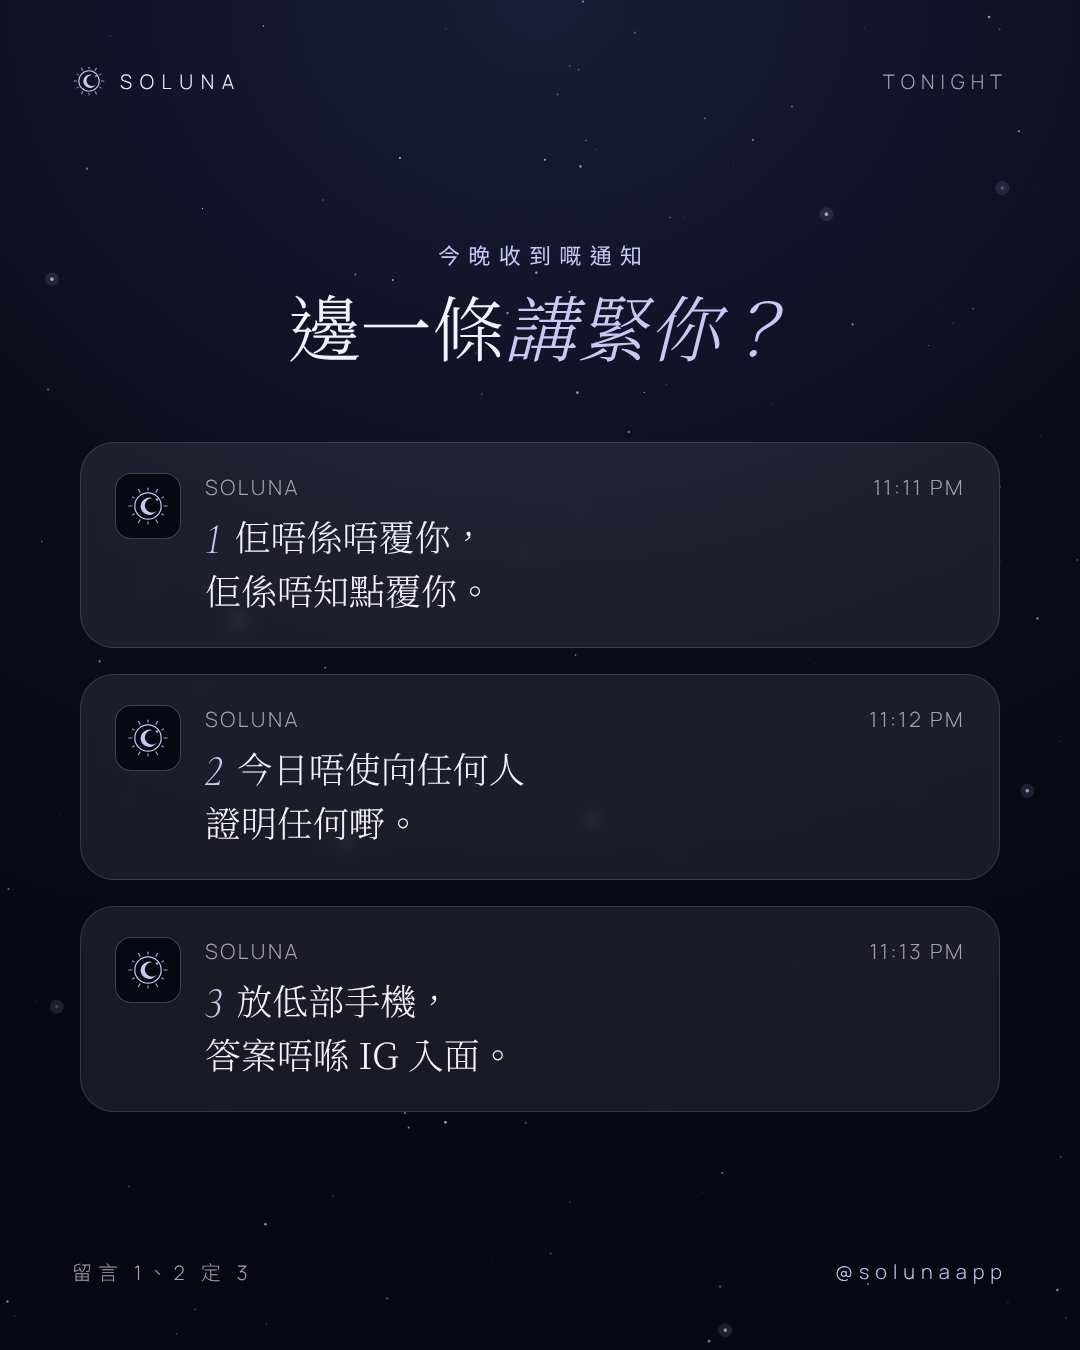 SOLUNA
TONIGHT
今晚收到嘅通知
邊一條講緊你？
SOLUNA
11:11 PM
1 佢唔係唔覆你，
佢係唔知點覆你。
SOLUNA
11:12 PM
2 今日唔使向任何人
證明任何嘢。
SOLUNA
11:13 PM
3 放低部手機，
答案唔喺 IG 入面。
留言 1、2 定 3
@solunaapp